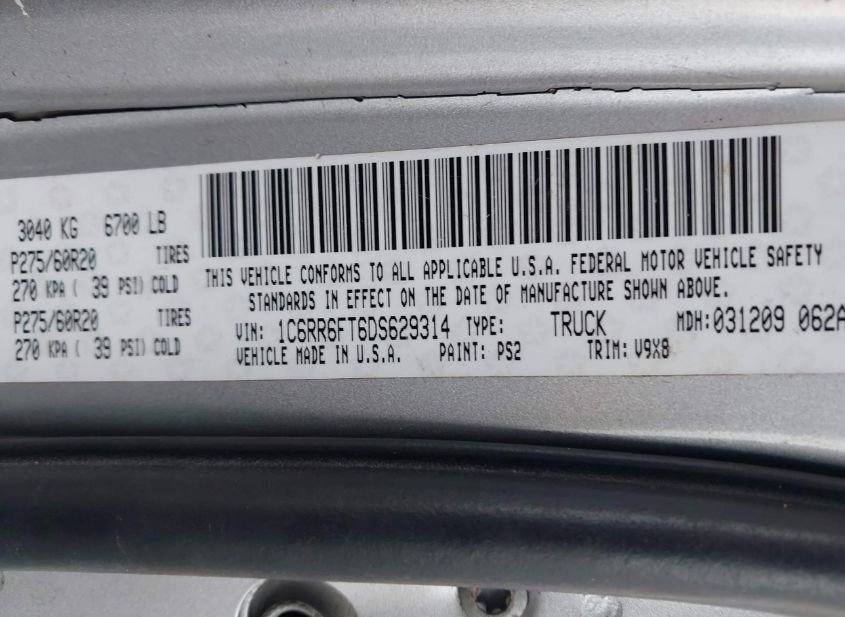 3040 KG 6700 LB
P275/60R20 TIRES
270 KPA ( 39 PSI) COLD
P275/60R20 TIRES
270 KPA ( 39 PSI) COLD
THIS VEHICLE CONFORMS TO ALL APPLICABLE U.S.A. FEDERAL MOTOR VEHICLE SAFETY
STANDARDS IN EFFECT ON THE DATE OF MANUFACTURE SHOWN ABOVE.
VIN: 1C6RR6FT6DS629314 TYPE: TRUCK MDH: 031209 062A
VEHICLE MADE IN U.S.A. PAINT: PS2 TRIM: V9X8